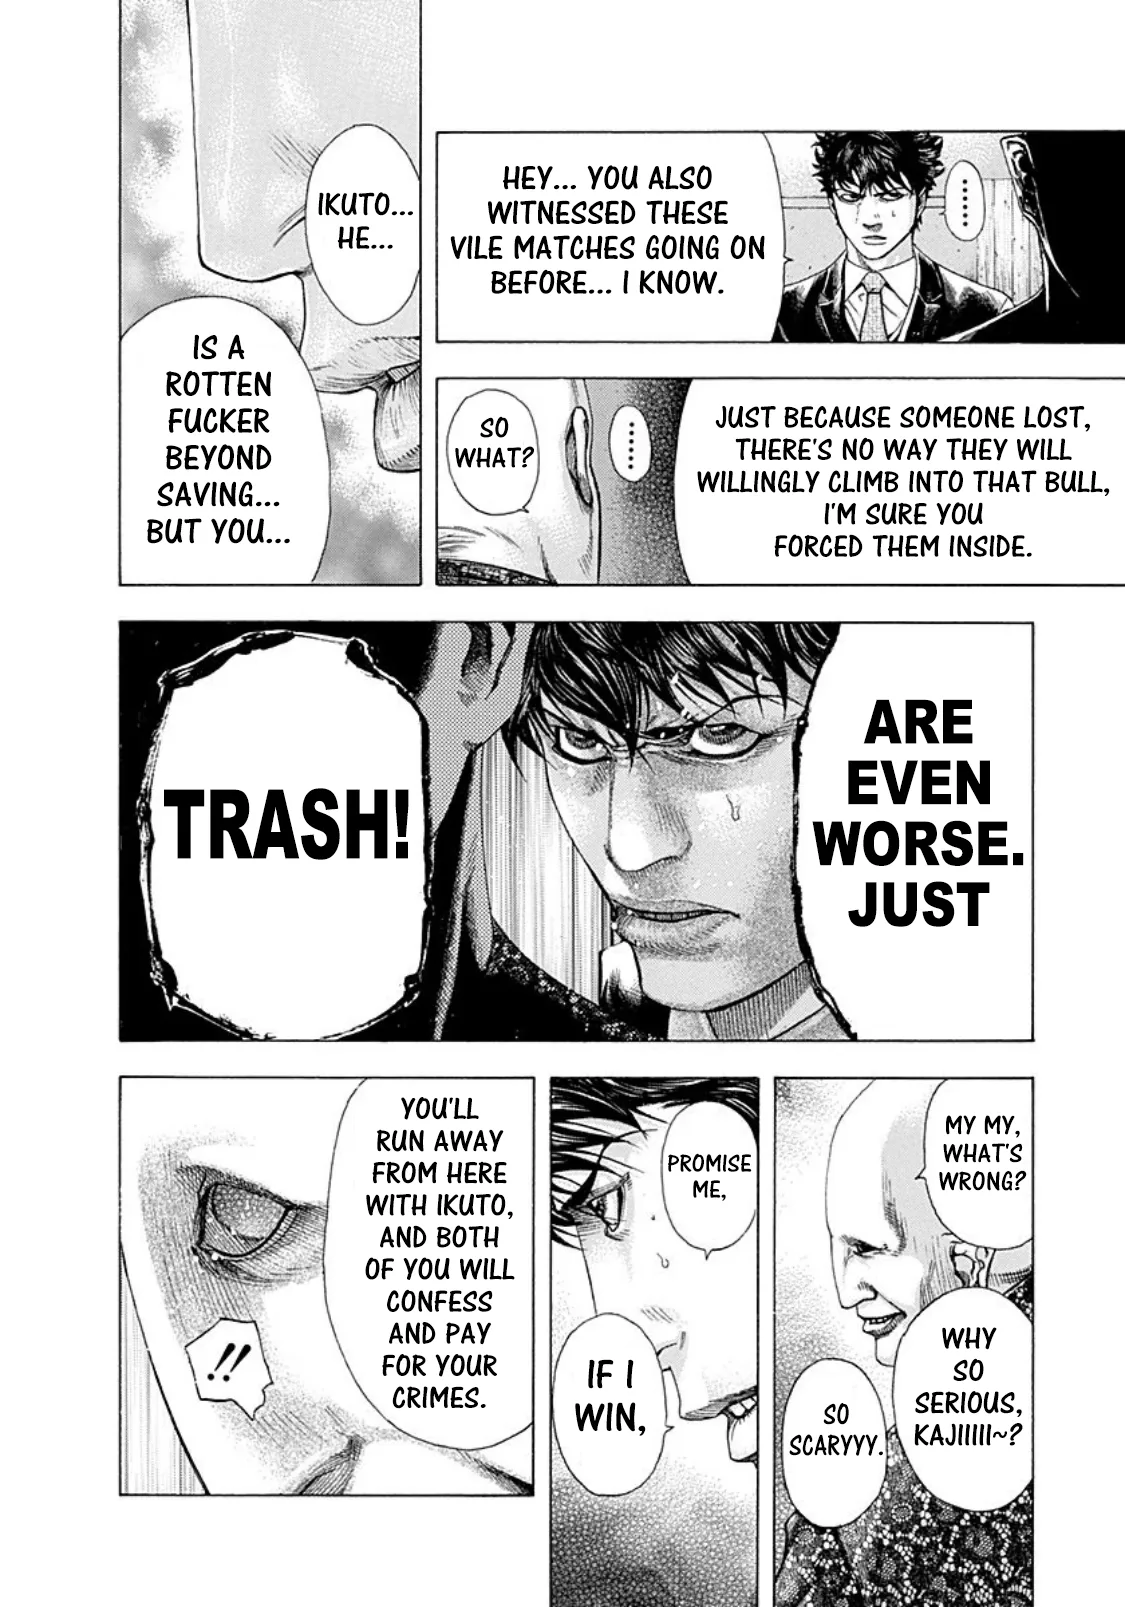 HEY... YOU ALSO
WITNESSED THESE
VILE MATCHES GOING ON
BEFORE... I KNOW.
......
JUST BECAUSE SOMEONE LOST,
THERE'S NO WAY THEY WILL
WILLINGLY CLIMB INTO THAT BULL,
I'M SURE YOU
FORCED THEM INSIDE.
......
SO
WHAT?
IKUTO...
HE...
IS A
ROTTEN
FUCKER
BEYOND
SAVING...
BUT YOU...
ARE
EVEN
WORSE.
JUST
TRASH!
MY MY,
WHAT'S
WRONG?
WHY
SO
SERIOUS,
KAJIIIII~?
SO
SCARYYY.
PROMISE
ME,
IF I
WIN,
YOU'LL
RUN AWAY
FROM HERE
WITH IKUTO,
AND BOTH
OF YOU WILL
CONFESS
AND PAY
FOR YOUR
CRIMES.
!!